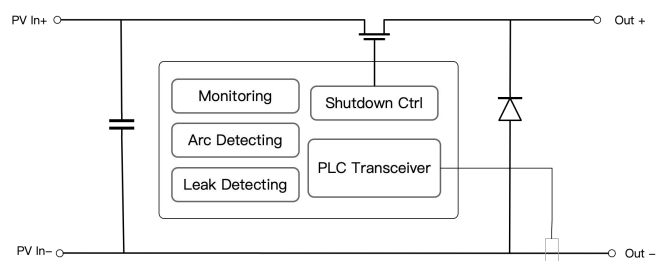 PV In+
Out +
Monitoring
Shutdown Ctrl
Arc Detecting
PLC Transceiver
Leak Detecting
PV In−
Out −